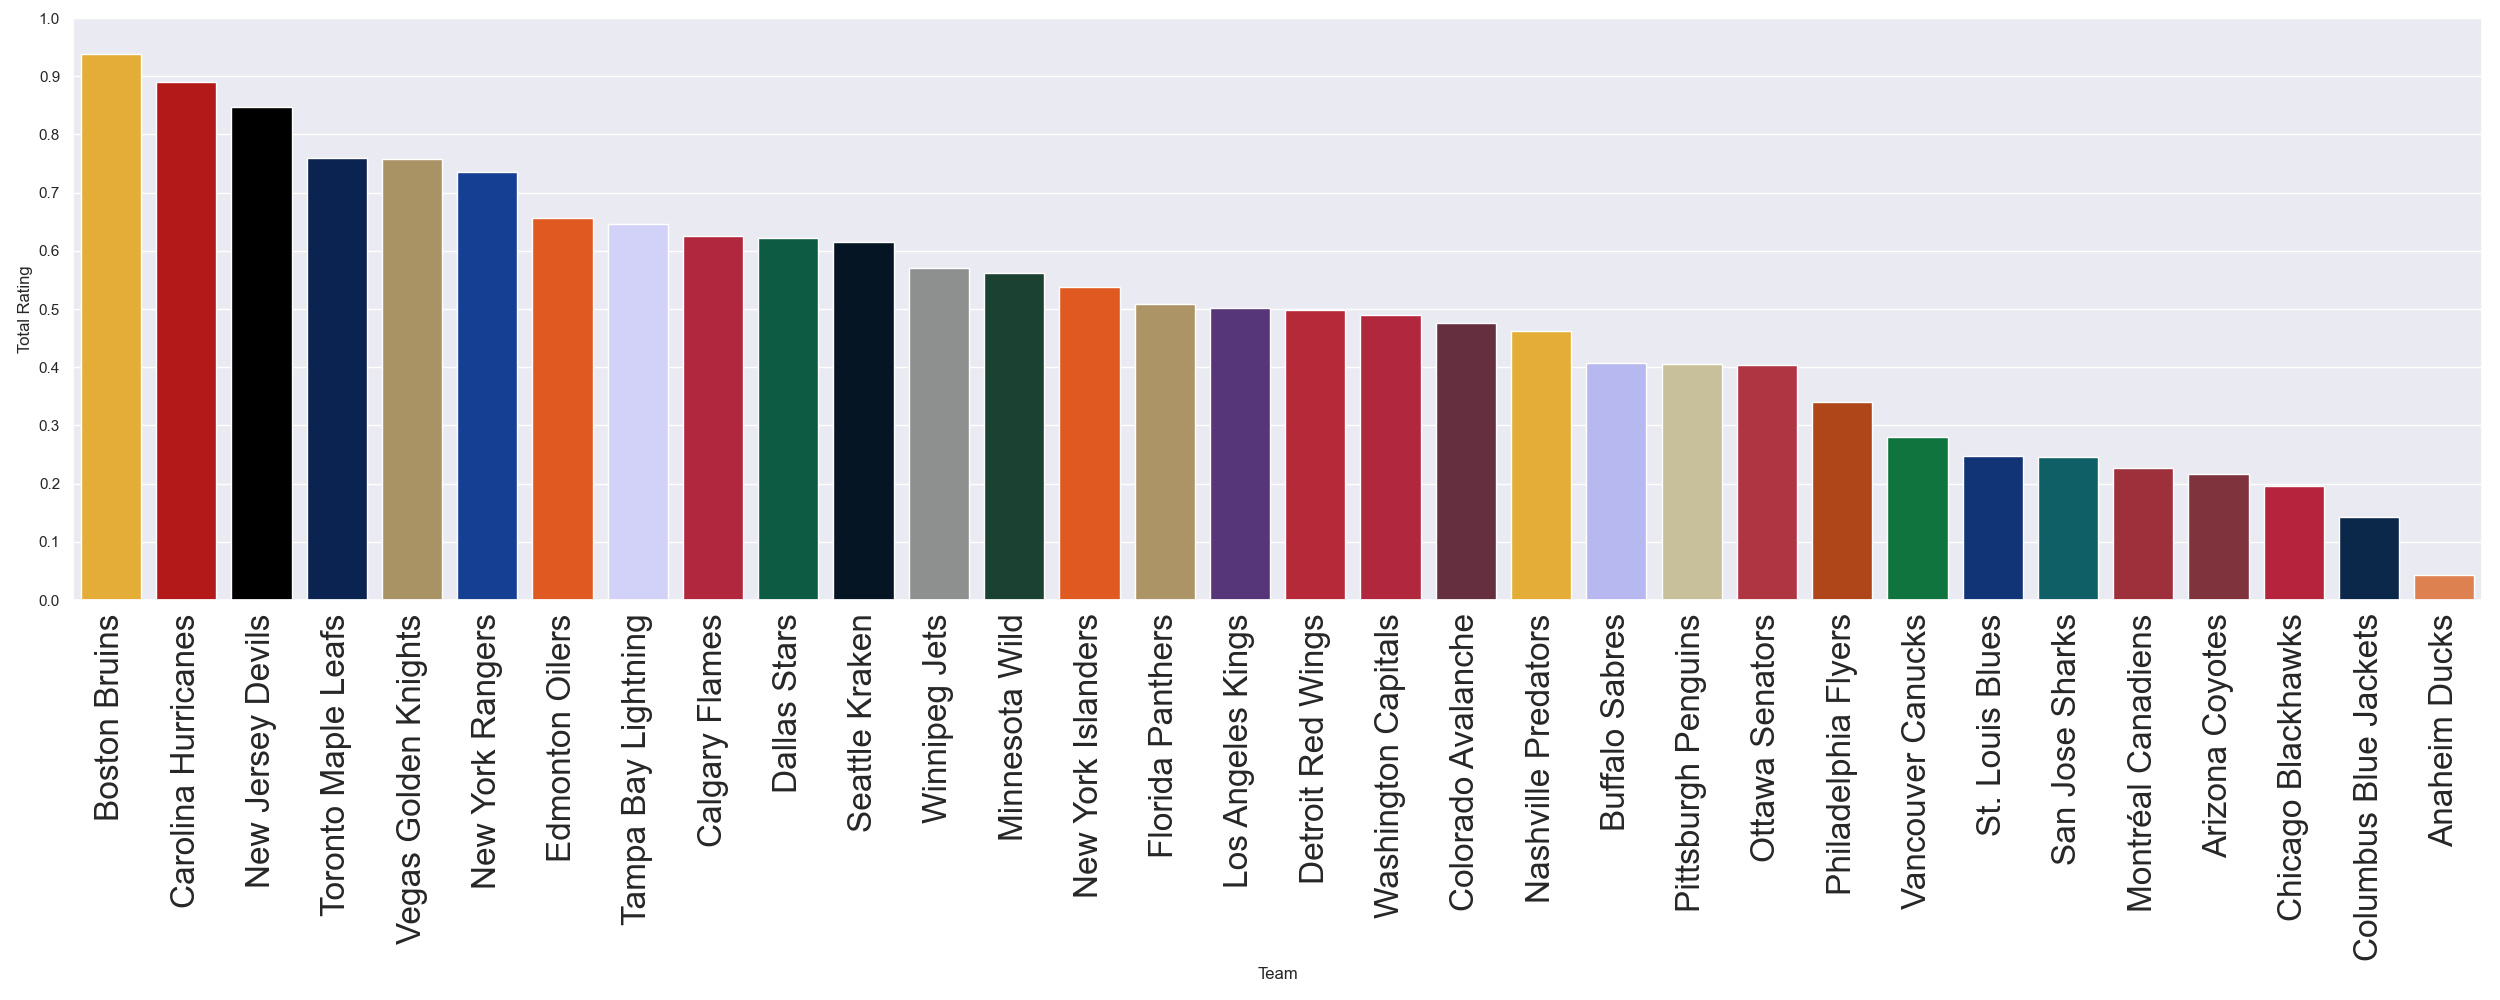 1.0
0.9
0.8
0.7
0.6
0.5
0.4
0.3
0.2
0.1
0.0
Total Rating
Boston Bruins
Carolina Hurricanes
New Jersey Devils
Toronto Maple Leafs
Vegas Golden Knights
New York Rangers
Edmonton Oilers
Tampa Bay Lightning
Calgary Flames
Dallas Stars
Seattle Kraken
Winnipeg Jets
Minnesota Wild
New York Islanders
Florida Panthers
Los Angeles Kings
Detroit Red Wings
Washington Capitals
Colorado Avalanche
Nashville Predators
Buffalo Sabres
Pittsburgh Penguins
Ottawa Senators
Philadelphia Flyers
Vancouver Canucks
St. Louis Blues
San Jose Sharks
Montréal Canadiens
Arizona Coyotes
Chicago Blackhawks
Columbus Blue Jackets
Anaheim Ducks
Team